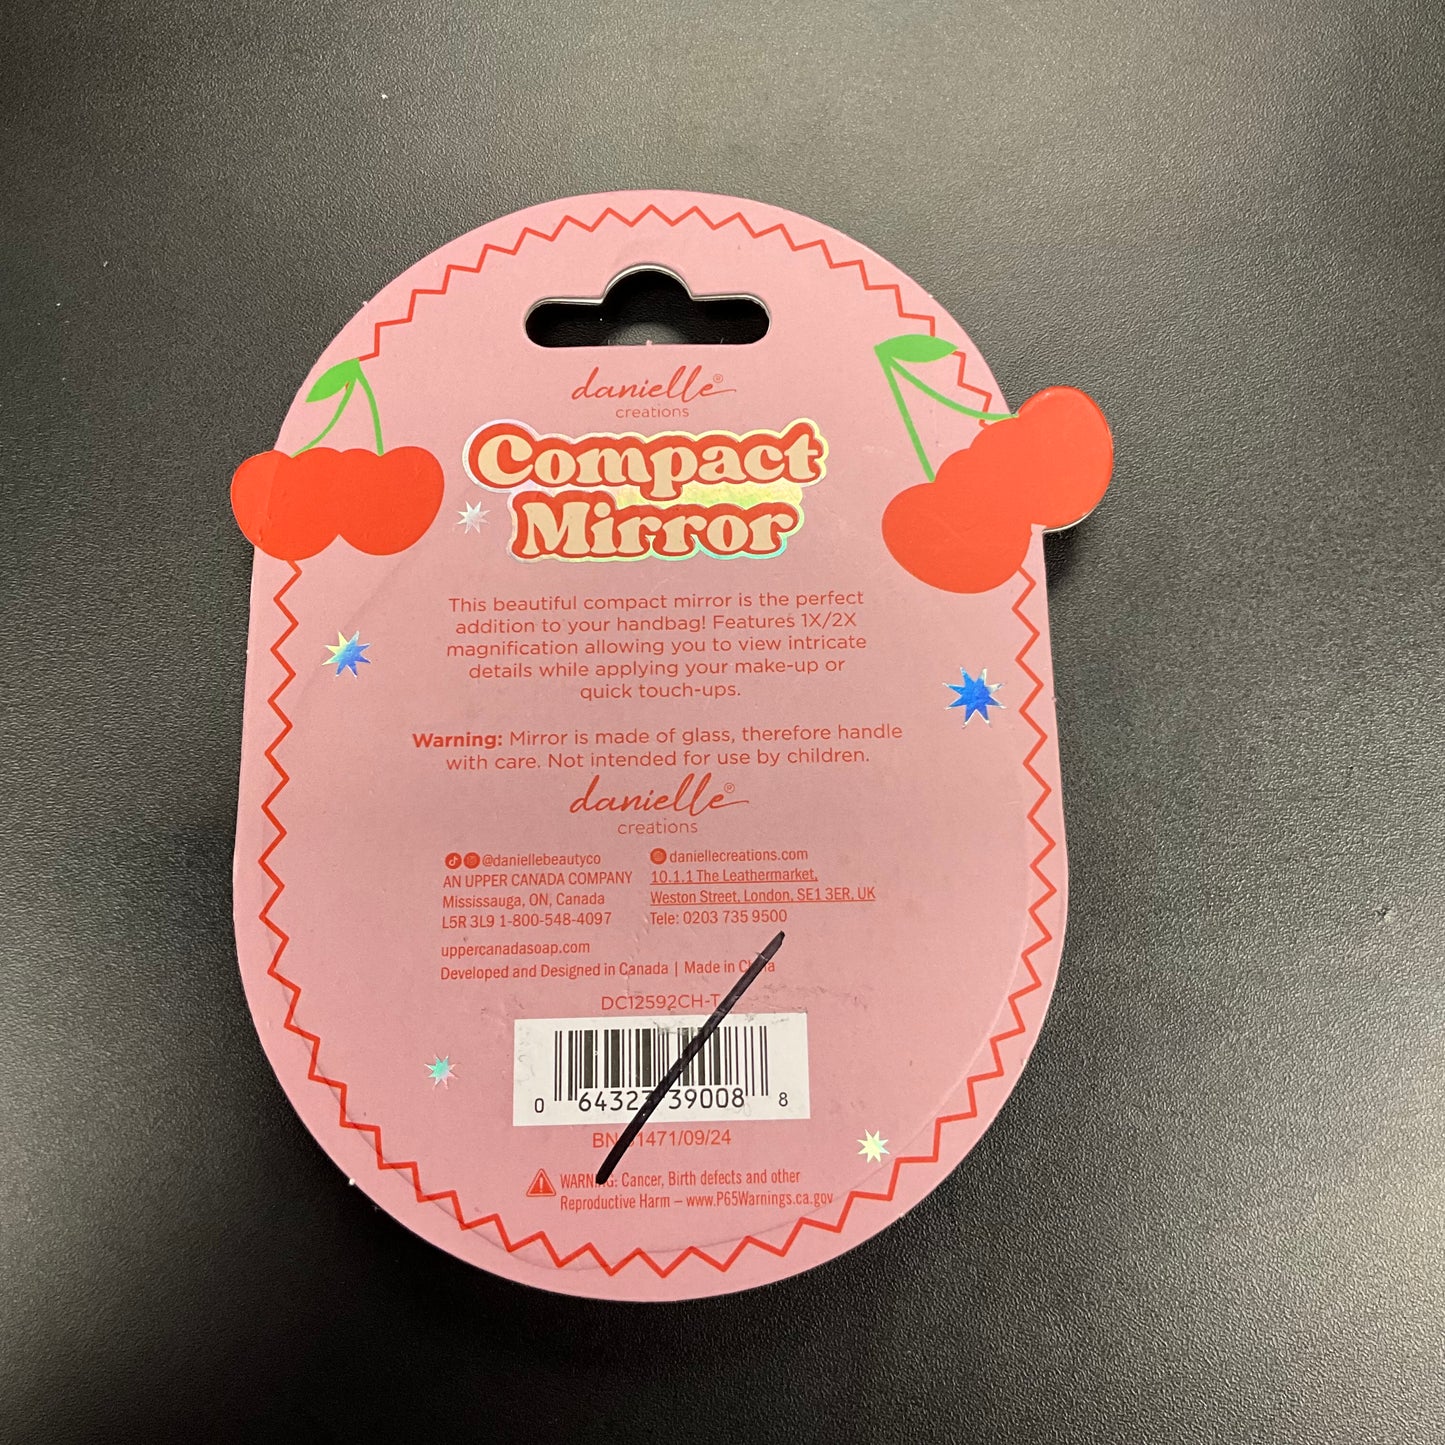 danielle®
creations
Compact
Mirror
This beautiful compact mirror is the perfect
addition to your handbag! Features 1X/2X
magnification allowing you to view intricate
details while applying your make-up or
quick touch-ups.
Warning: Mirror is made of glass, therefore handle
with care. Not intended for use by children.
danielle®
creations
@daniellebeautyco
AN UPPER CANADA COMPANY
Mississauga, ON, Canada
L5R 3L9 1-800-548-4097
uppercanadasoap.com
daniellecreations.com
10.1.1 The Leathermarket,
Weston Street, London, SE1 3ER, UK
Tele: 0203 735 9500
Developed and Designed in Canada | Made in China
0 64323 39008 8
WARNING: Cancer, Birth defects and other
Reproductive Harm – www.P65Warnings.ca.gov